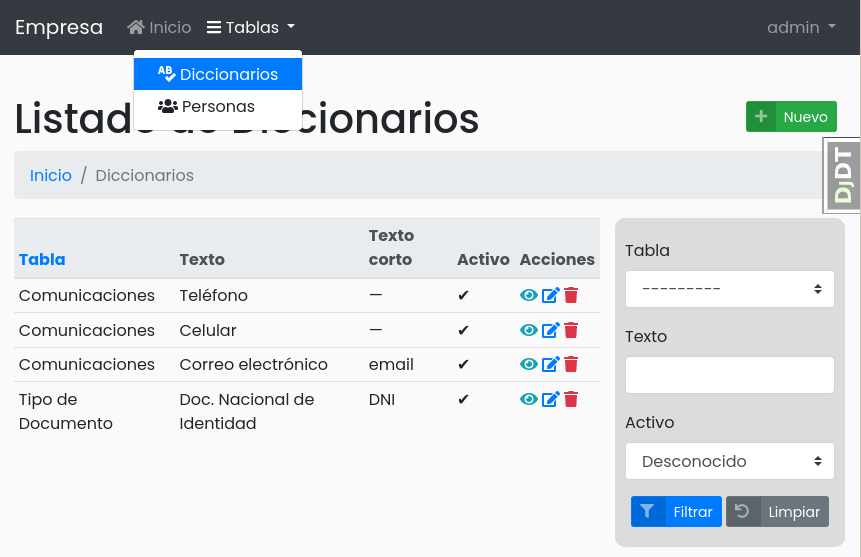 Empresa Inicio Tablas admin
AB Diccionarios
Personas
Listado de Diccionarios
Nuevo
Inicio / Diccionarios
DjDT
Tabla Texto Texto corto Activo Acciones
Comunicaciones Teléfono — ✔
Comunicaciones Celular — ✔
Comunicaciones Correo electrónico email ✔
Tipo de Documento Doc. Nacional de Identidad DNI ✔
Tabla
---------
Texto
Activo
Desconocido
Filtrar Limpiar